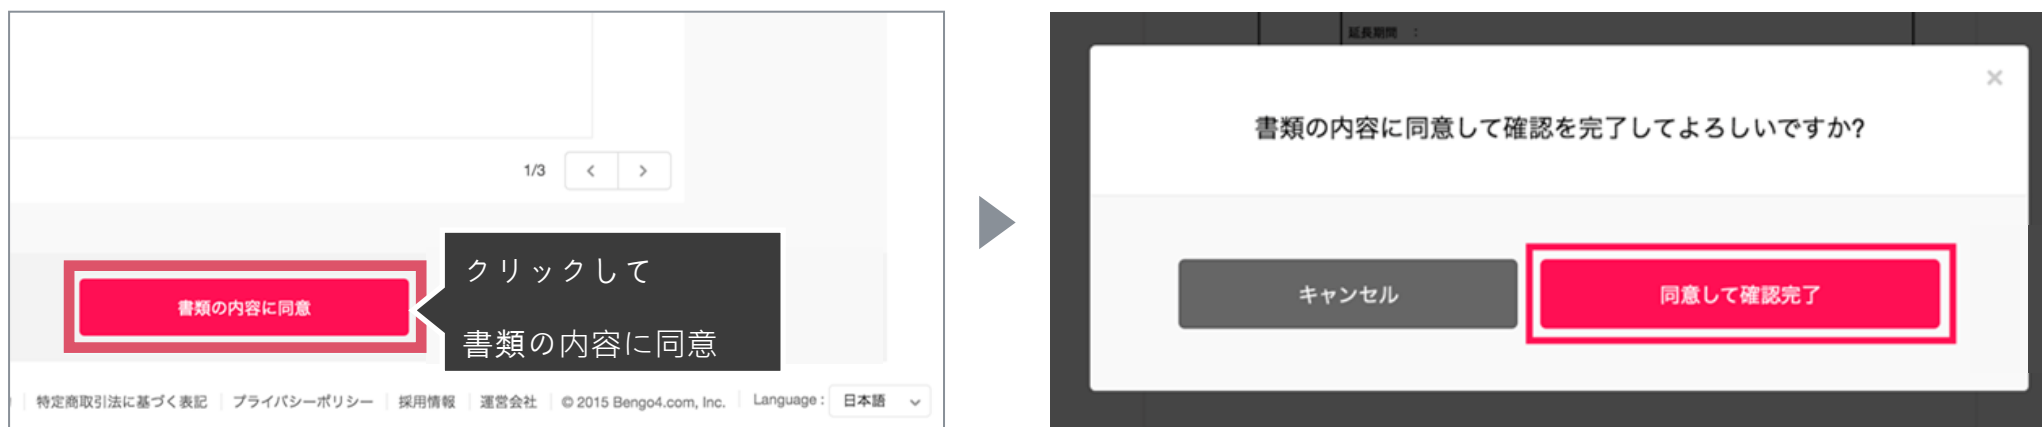 1/3
書類の内容に同意
クリックして
書類の内容に同意
特定商取引法に基づく表記 プライバシーポリシー 採用情報 運営会社 © 2015 Bengo4.com, Inc. Language : 日本語
延長期間 :
書類の内容に同意して確認を完了してよろしいですか?
キャンセル
同意して確認完了